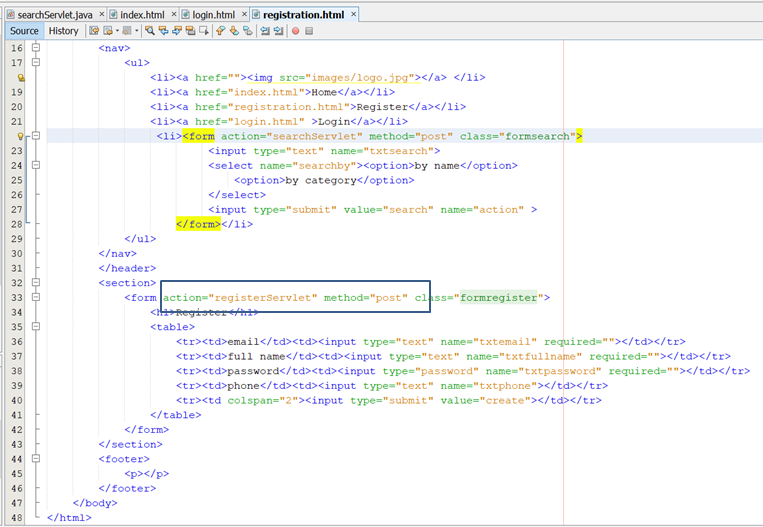 searchServlet.java × index.html × login.html × registration.html ×
Source History
16 <nav>
17 <ul>
<li><a href=""><img src="images/logo.jpg"></a> </li>
19 <li><a href="index.html">Home</a></li>
20 <li><a href="registration.html">Register</a></li>
21 <li><a href="login.html" >Login</a></li>
<li><form action="searchServlet" method="post" class="formsearch">
23 <input type="text" name="txtsearch">
24 <select name="searchby"><option>by name</option>
25 <option>by category</option>
26 </select>
27 <input type="submit" value="search" name="action" >
28 </form></li>
29 </ul>
30 </nav>
31 </header>
32 <section>
33 <form action="registerServlet" method="post" class="formregister">
34 <h1>Register</h1>
35 <table>
36 <tr><td>email</td><td><input type="text" name="txtemail" required=""></td></tr>
37 <tr><td>full name</td><td><input type="text" name="txtfullname" required=""></td></tr>
38 <tr><td>password</td><td><input type="password" name="txtpassword" required=""></td></tr>
39 <tr><td>phone</td><td><input type="text" name="txtphone"></td></tr>
40 <tr><td colspan="2"><input type="submit" value="create"></td></tr>
41 </table>
42 </form>
43 </section>
44 <footer>
45 <p></p>
46 </footer>
47 </body>
48 </html>